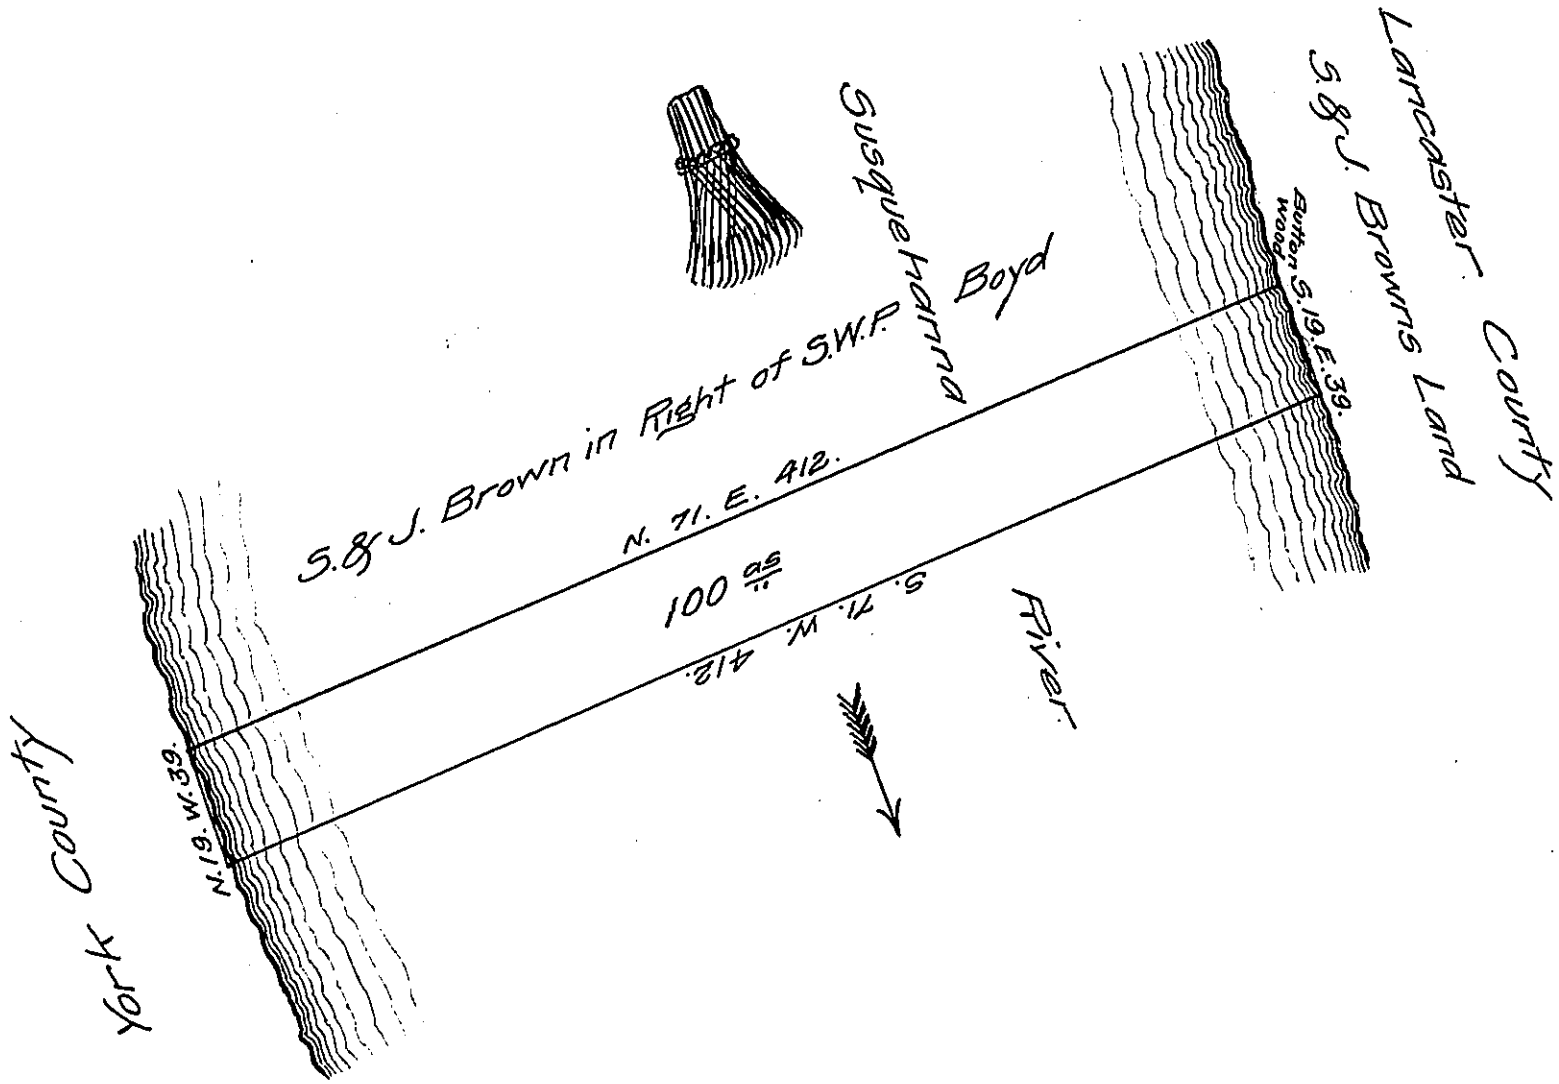 Lancaster County
S. & J. Browns Land
Button
Wood
S. 19. E. 39.
Susquehanna
River
S. & J. Brown in Right of S.W.P. Boyd
N. 71. E. 412.
100 as
S. 71. W. 412.
N. 19. W. 39.
York County